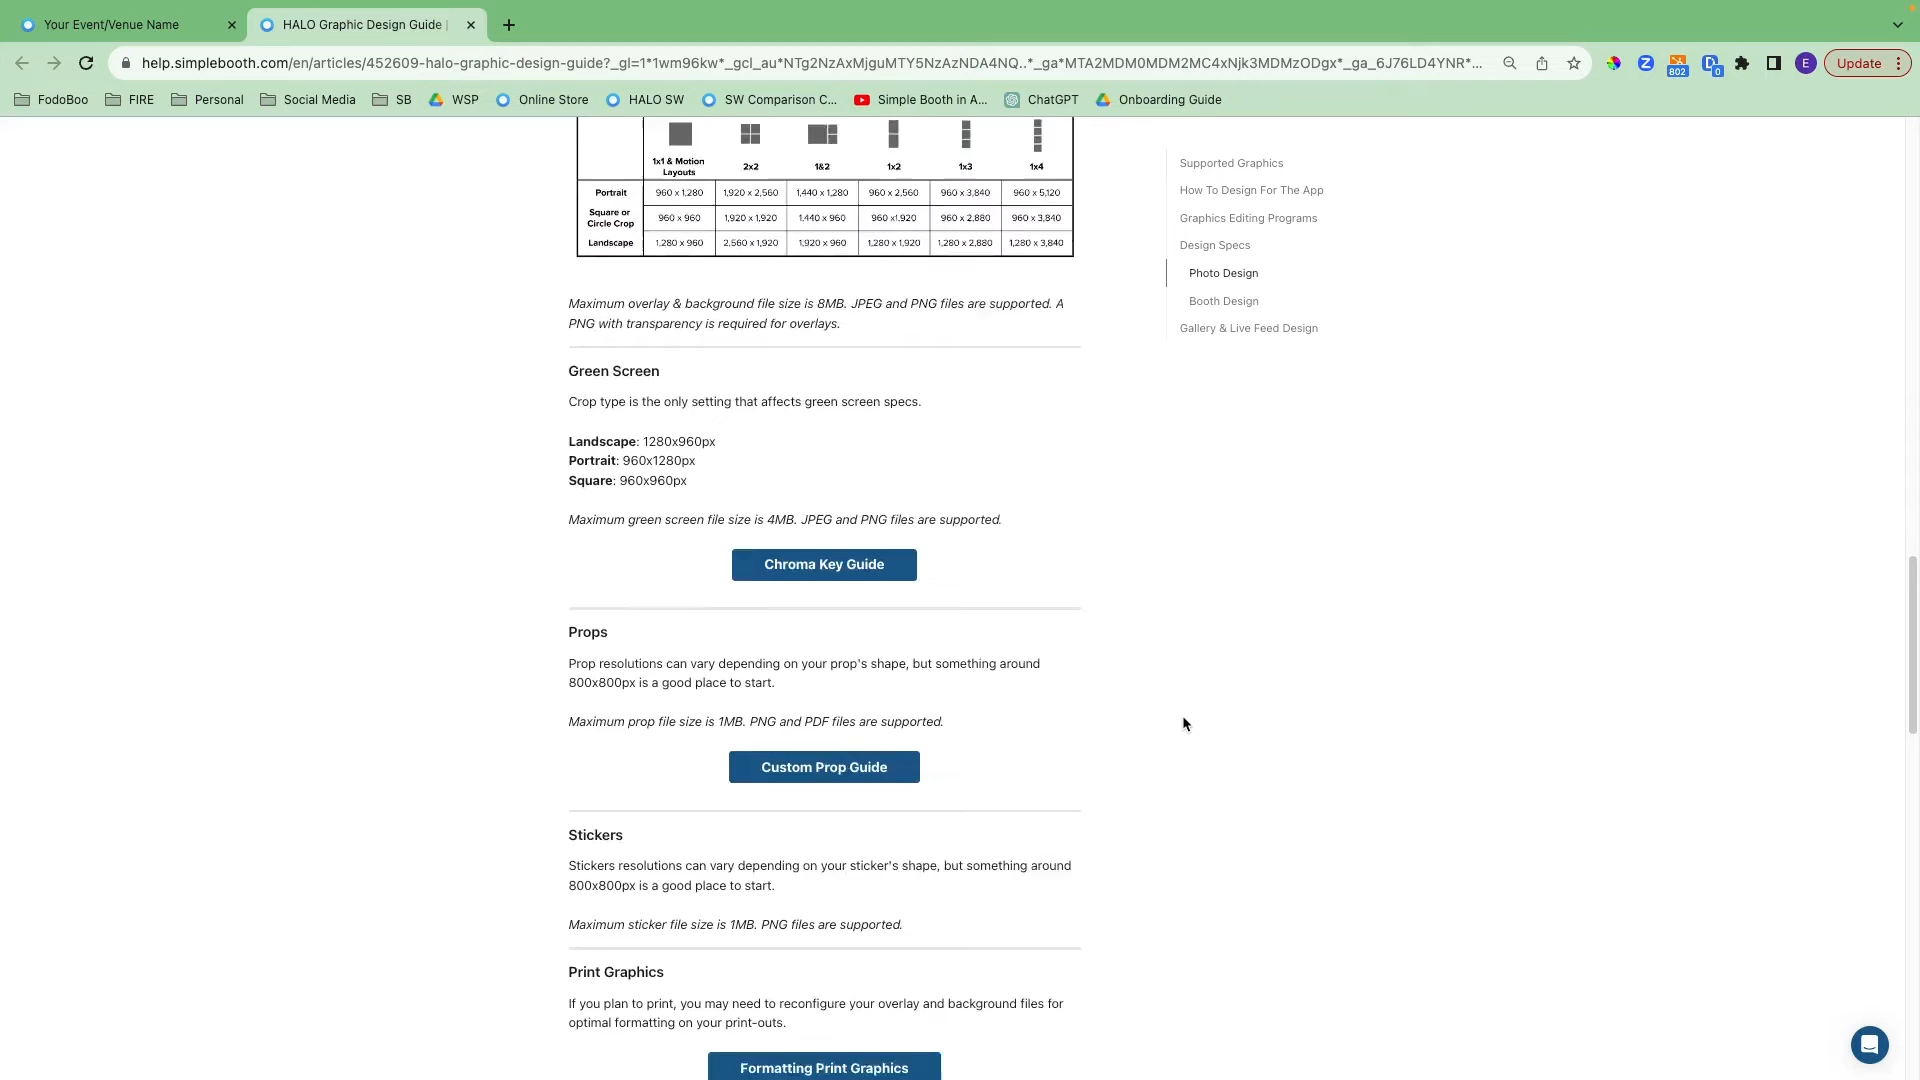 Your Event/Venue Name
HALO Graphic Design Guide |
help.simplebooth.com/en/articles/452609-halo-graphic-design-guide?_gl=1*1wm96kw*_gcl_au*NTg2NzAxMjguMTY5NzAzNDA4NQ..*_ga*MTA2MDM0MDM2MC4xNjk3MDMzODgx*_ga_6J76LD4YNR*...
802
0
E
Update
FodoBoo
FIRE
Personal
Social Media
SB
WSP
Online Store
HALO SW
SW Comparison C...
Simple Booth in A...
ChatGPT
Onboarding Guide
1x1 & Motion
Layouts
2x2
1&2
1x2
1x3
1x4
Portrait 960 x 1,280 1,920 x 2,560 1,440 x 1,280 960 x 2,560 960 x 3,840 960 x 5,120
Square or
Circle Crop 960 x 960 1,920 x 1,920 1,440 x 960 960 x1,920 960 x 2,880 960 x 3,840
Landscape 1,280 x 960 2,560 x 1,920 1,920 x 960 1,280 x 1,920 1,280 x 2,880 1,280 x 3,840
Maximum overlay & background file size is 8MB. JPEG and PNG files are supported. A
PNG with transparency is required for overlays.
Green Screen
Crop type is the only setting that affects green screen specs.
Landscape: 1280x960px
Portrait: 960x1280px
Square: 960x960px
Maximum green screen file size is 4MB. JPEG and PNG files are supported.
Chroma Key Guide
Props
Prop resolutions can vary depending on your prop's shape, but something around
800x800px is a good place to start.
Maximum prop file size is 1MB. PNG and PDF files are supported.
Custom Prop Guide
Stickers
Stickers resolutions can vary depending on your sticker's shape, but something around
800x800px is a good place to start.
Maximum sticker file size is 1MB. PNG files are supported.
Print Graphics
If you plan to print, you may need to reconfigure your overlay and background files for
optimal formatting on your print-outs.
Formatting Print Graphics
Supported Graphics
How To Design For The App
Graphics Editing Programs
Design Specs
Photo Design
Booth Design
Gallery & Live Feed Design